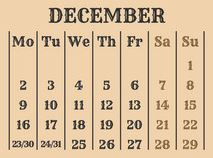 DECEMBER
Mo Tu We Th Fr Sa Su
1
2 3 4 5 6 7 8
9 10 11 12 13 14 15
16 17 18 19 20 21 22
23/30 24/31 25 26 27 28 29